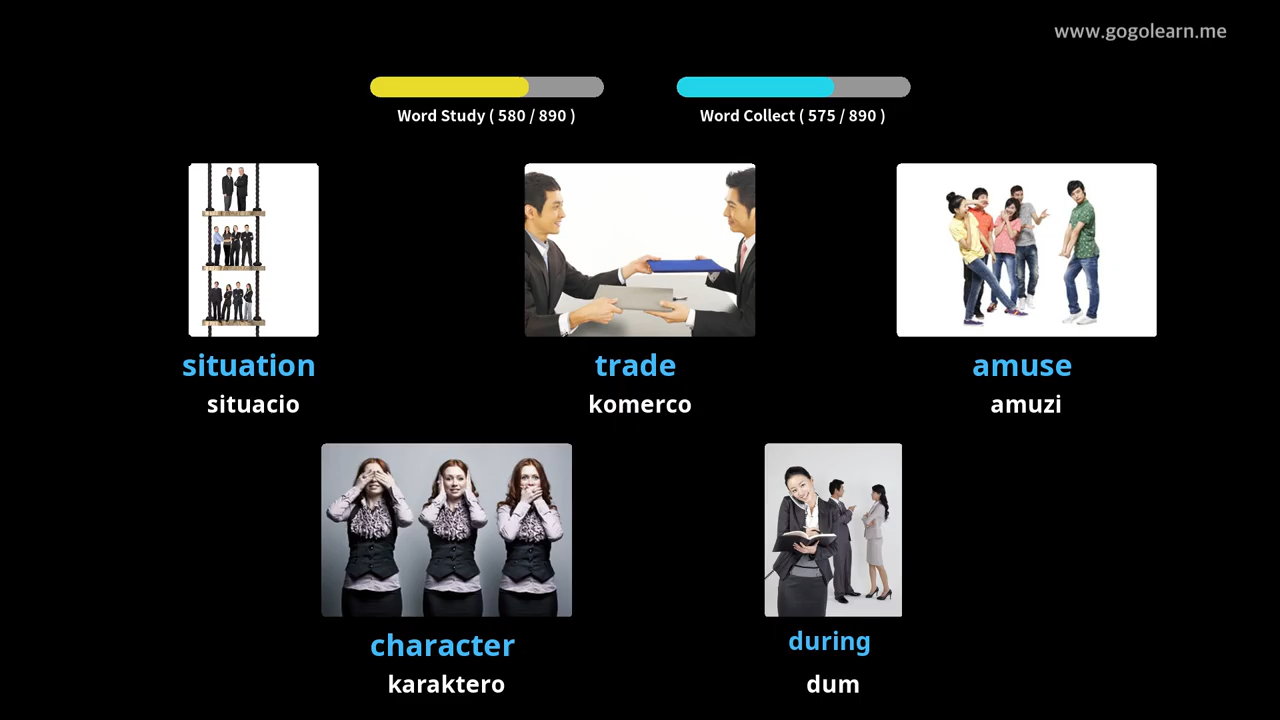 www.gogolearn.me
Word Study ( 580 / 890 )
Word Collect ( 575 / 890 )
situation
situacio
trade
komerco
amuse
amuzi
character
karaktero
during
dum